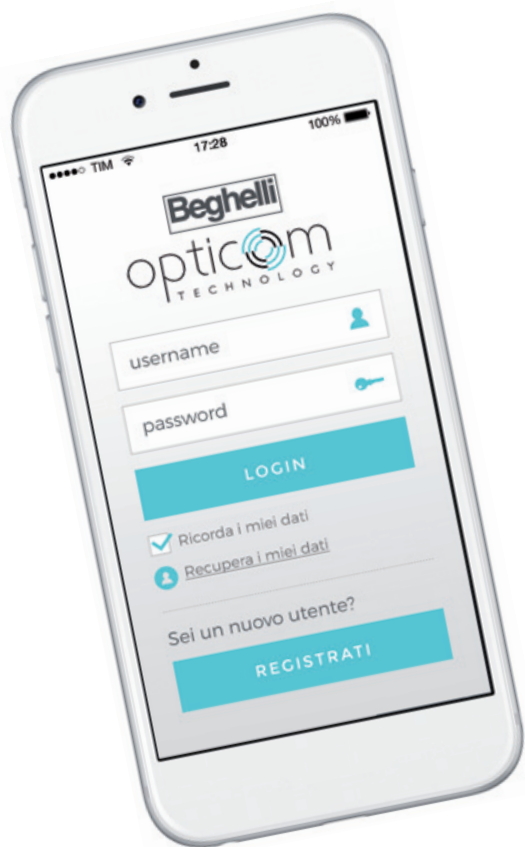 TIM 17:28 100%
Beghelli
opticom
TECHNOLOGY
username
password
LOGIN
Ricorda i miei dati
Recupera i miei dati
Sei un nuovo utente?
REGISTRATI